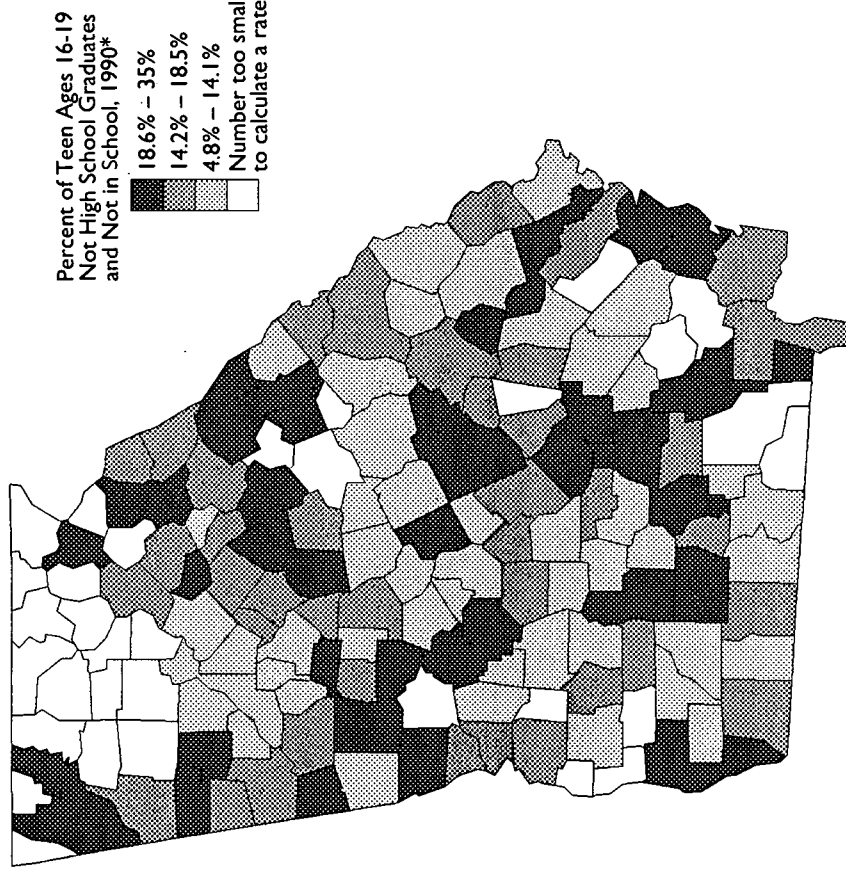 Percent of Teen Ages 16-19
Not High School Graduates
and Not in School, 1990*
18.6% – 35%
14.2% – 18.5%
4.8% – 14.1%
Number too small
to calculate a rate